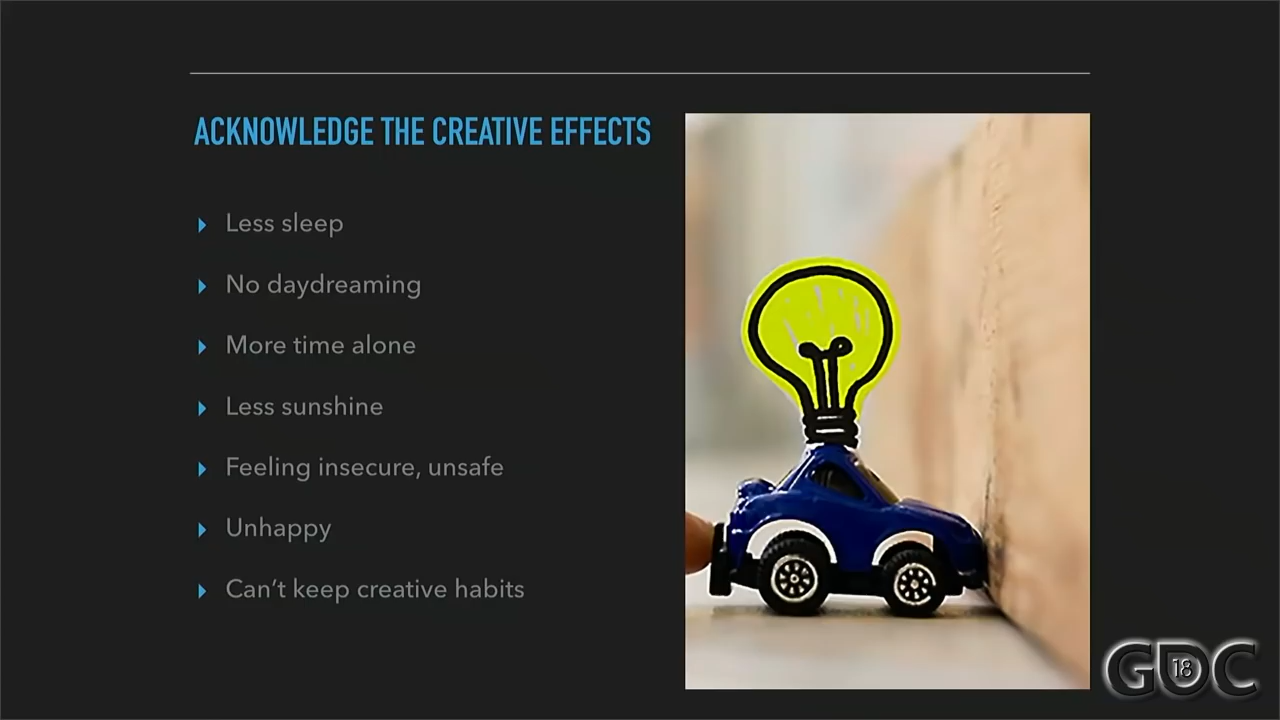 ACKNOWLEDGE THE CREATIVE EFFECTS
Less sleep
No daydreaming
More time alone
Less sunshine
Feeling insecure, unsafe
Unhappy
Can't keep creative habits
GDC
18